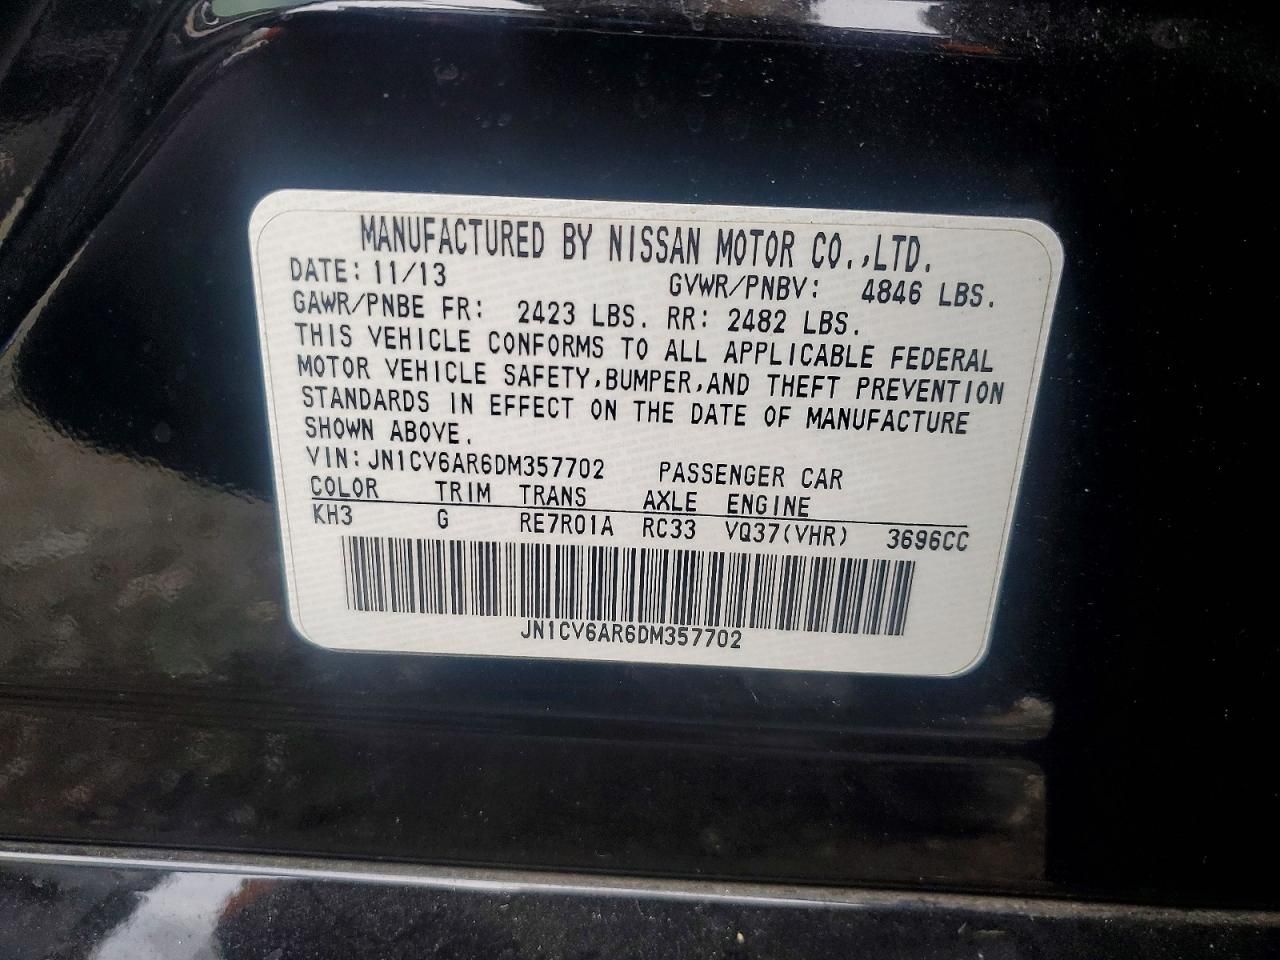 MANUFACTURED BY NISSAN MOTOR CO.,LTD.
DATE: 11/13 GVWR/PNBV: 4846 LBS.
GAWR/PNBE FR: 2423 LBS. RR: 2482 LBS.
THIS VEHICLE CONFORMS TO ALL APPLICABLE FEDERAL
MOTOR VEHICLE SAFETY,BUMPER,AND THEFT PREVENTION
STANDARDS IN EFFECT ON THE DATE OF MANUFACTURE
SHOWN ABOVE.
VIN: JN1CV6AR6DM357702 PASSENGER CAR
COLOR TRIM TRANS AXLE ENGINE
KH3 G RE7R01A RC33 VQ37(VHR) 3696CC
JN1CV6AR6DM357702